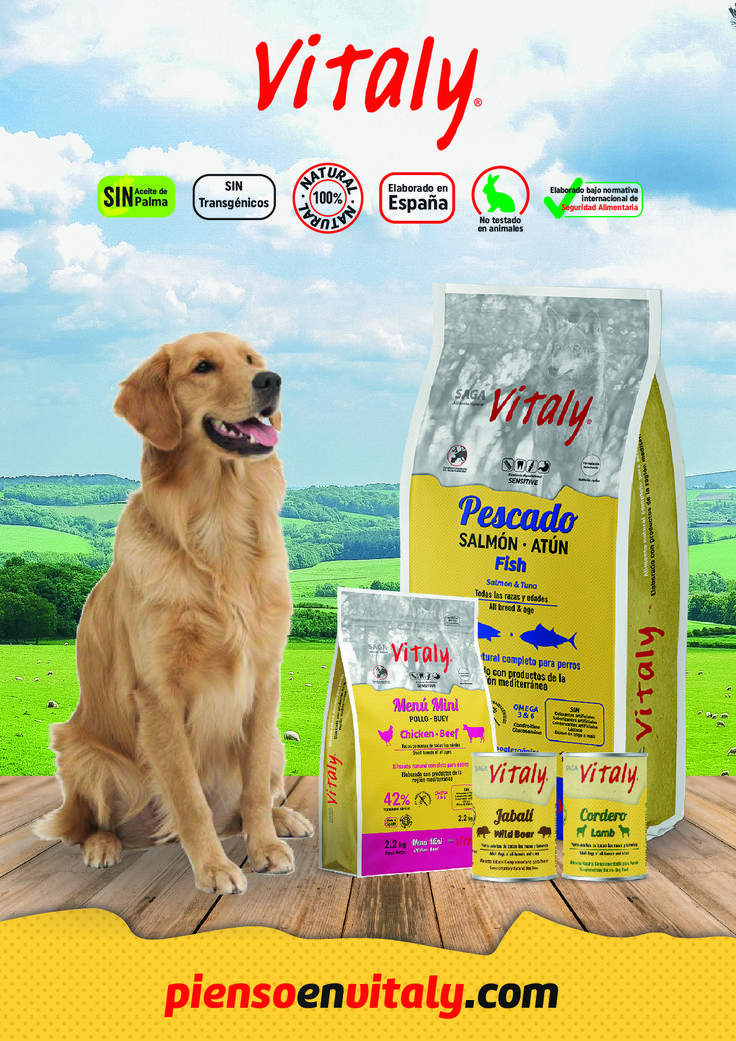 Vitaly®
SIN Aceite de
Palma
SIN
Transgénicos
NATURAL
100%
NATURAL
Elaborado en
España
No testado
en animales
Elaborado bajo normativa
internacional de
Seguridad Alimentaria
SAGA
Vitaly®
SENSITIVE
Pescado
SALMÓN · ATÚN
Fish
Salmon & Tuna
Todas las razas y edades
All breed & age
tural completo para perros
do con productos de la
ón mediterránea
OMEGA
3 & 6
Condroitina
Glucosamina
SIN
Vitaly
Elaborado con productos de la región mediterránea
SAGA
Vitaly
SENSITIVE
Menú Mini
POLLO · BUEY
Chicken · Beef
Alimento natural completo para perros
Elaborado con productos de la
región mediterránea
42%
2.2 kg
Menú Mini
Vitaly
SAGA
Vitaly
Jabalí
Wild Boar
SAGA
Vitaly
Cordero
Lamb
piensoenvitaly.com